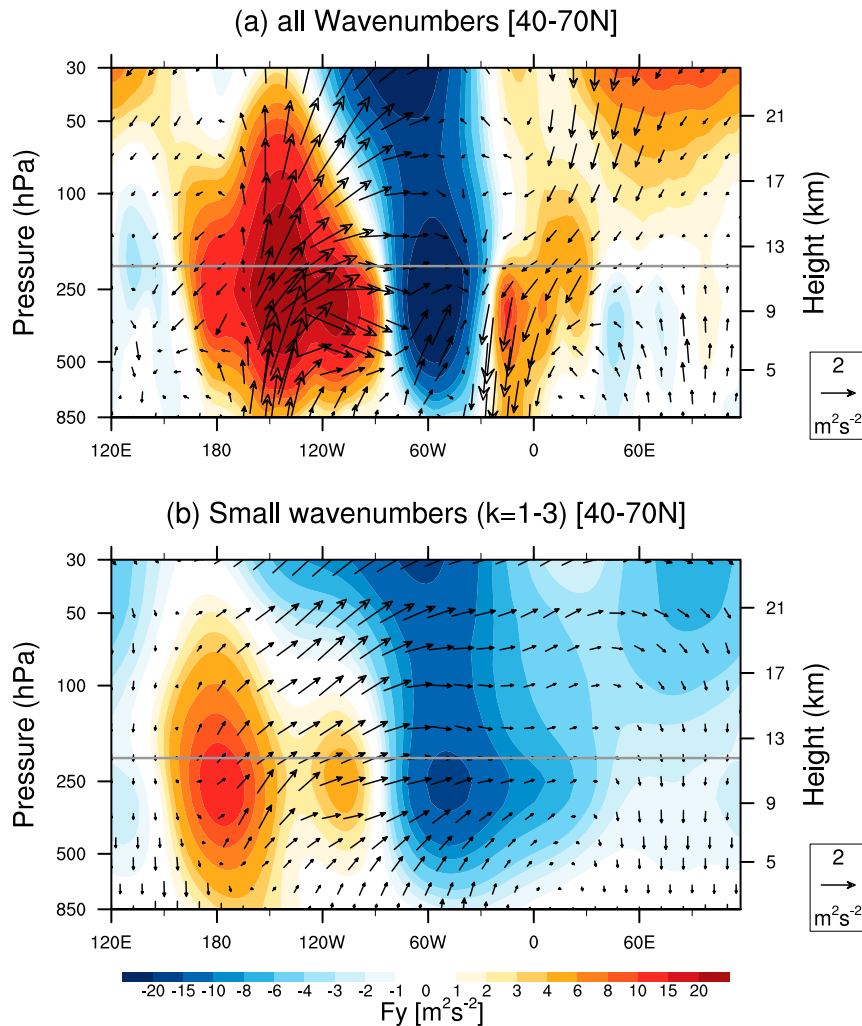 (a) all Wavenumbers [40-70N]
30
50
100
250
500
850
Pressure (hPa)
21
17
12
9
5
Height (km)
120E 180 120W 60W 0 60E
2
m²s⁻²
(b) Small wavenumbers (k=1-3) [40-70N]
30
50
100
250
500
850
Pressure (hPa)
21
17
12
9
5
Height (km)
120E 180 120W 60W 0 60E
2
m²s⁻²
-20 -15 -10 -8 -6 -4 -3 -2 -1 0 1 2 3 4 6 8 10 15 20
Fy [m²s⁻²]